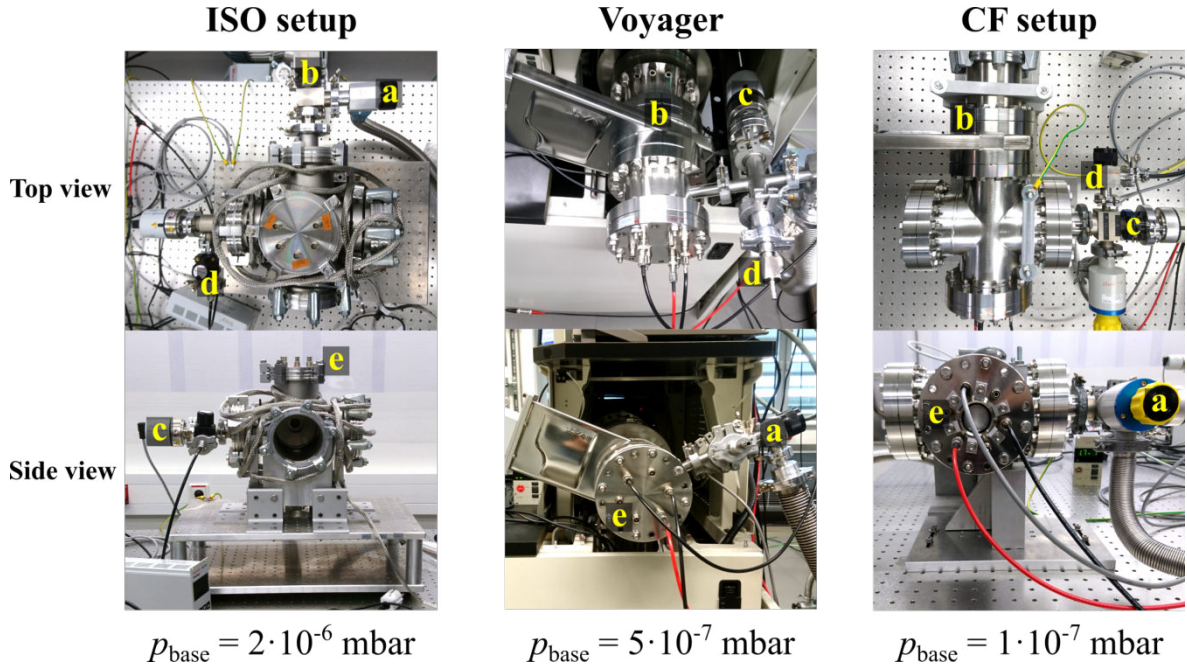 ISO setup Voyager CF setup
Top view
b a
d
b c
d
b
d
c
Side view
e
c
a
e
e
a
p_base = 2·10⁻⁶ mbar p_base = 5·10⁻⁷ mbar p_base = 1·10⁻⁷ mbar